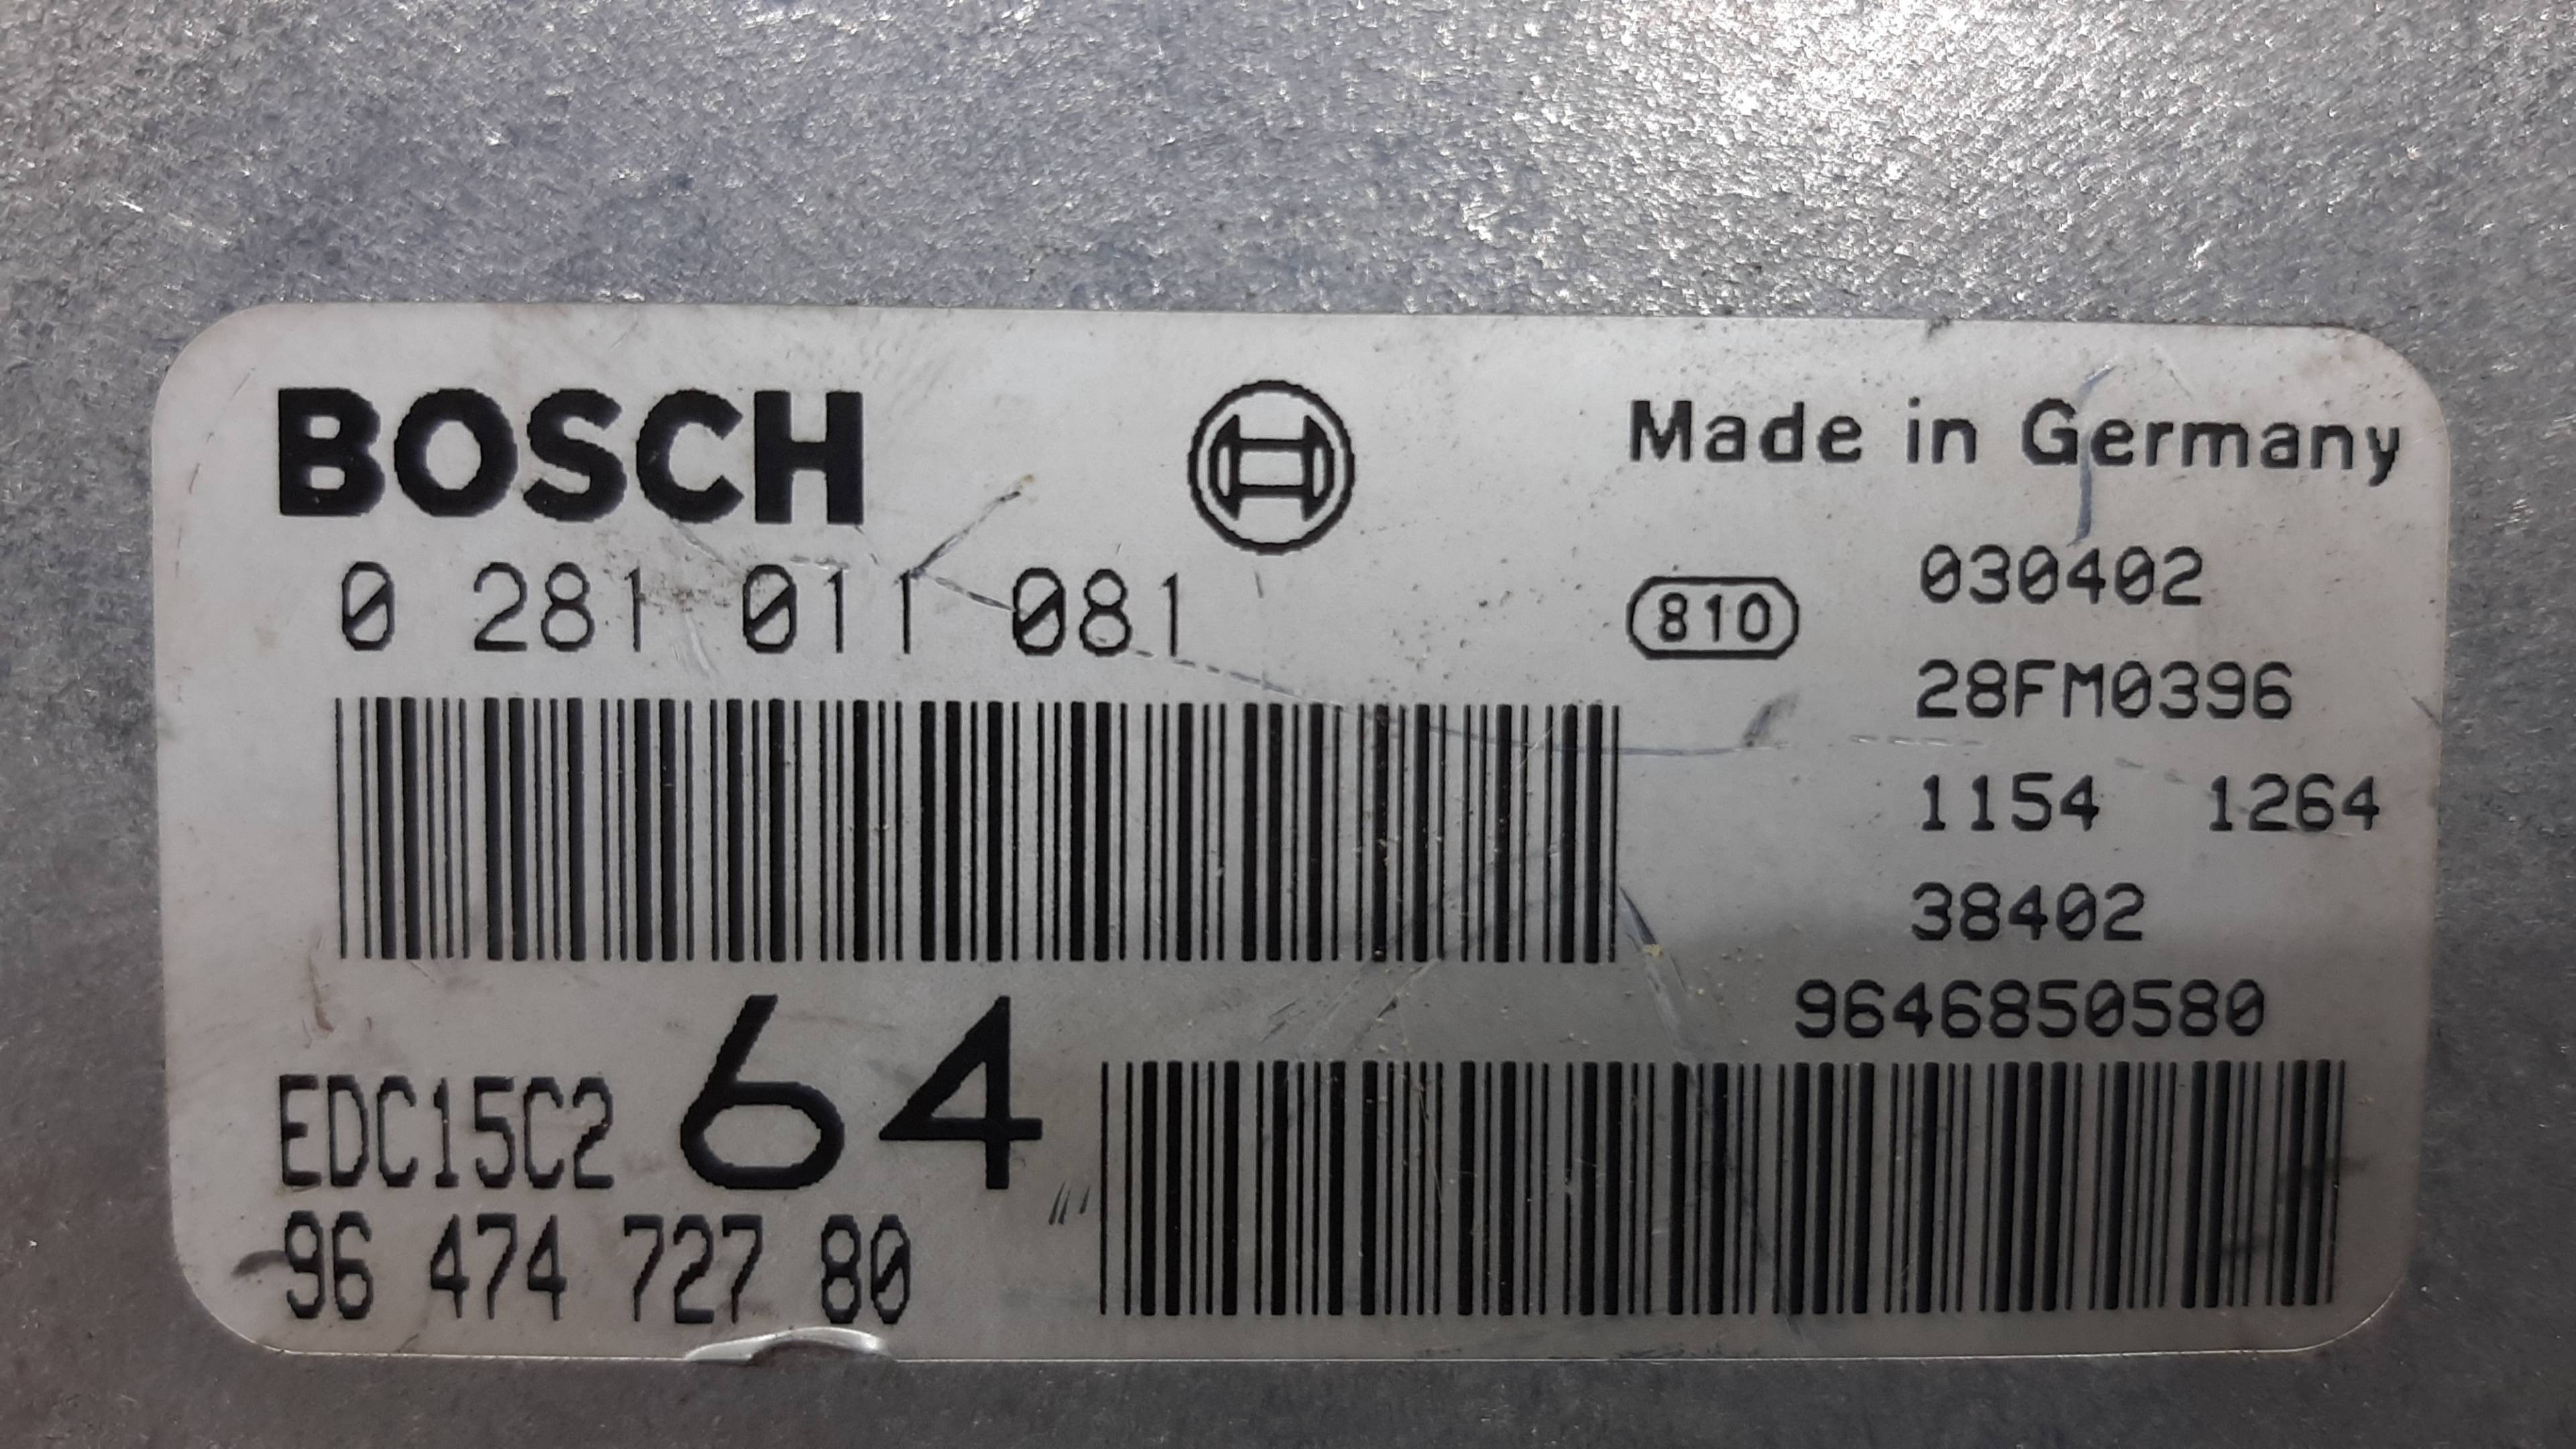 BOSCH
Made in Germany
0 281 011 081
810
030402
28FM0396
1154 1264
38402
9646850580
EDC15C2 64
96 474 727 80